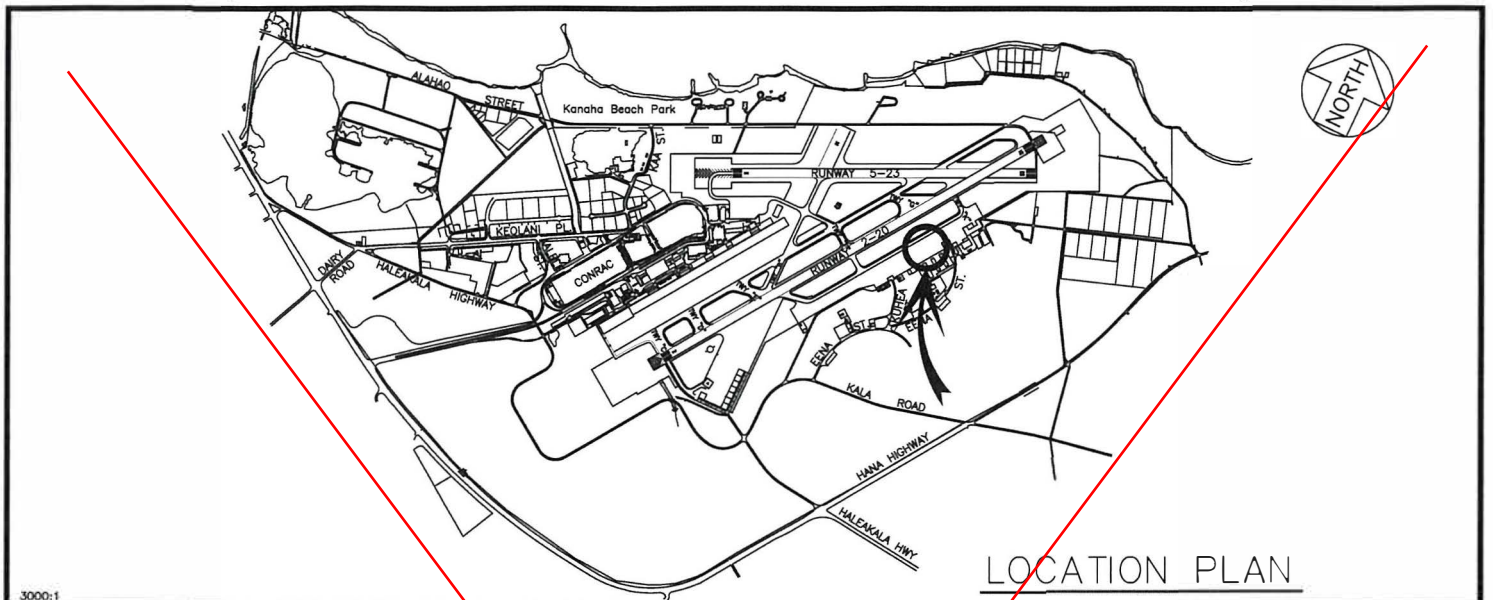 ALAHAO STREET
Kanaha Beach Park
NORTH
KAA ST.
RUNWAY 5-23
KEOLANI PL.
DAIRY ROAD
HALEAKALA HIGHWAY
CONRAC
RUNWAY 2-20
KUHEA ST.
EENA ST.
EENA
KALA ROAD
HANA HIGHWAY
HALEAKALA HWY
LOCATION PLAN
3000:1